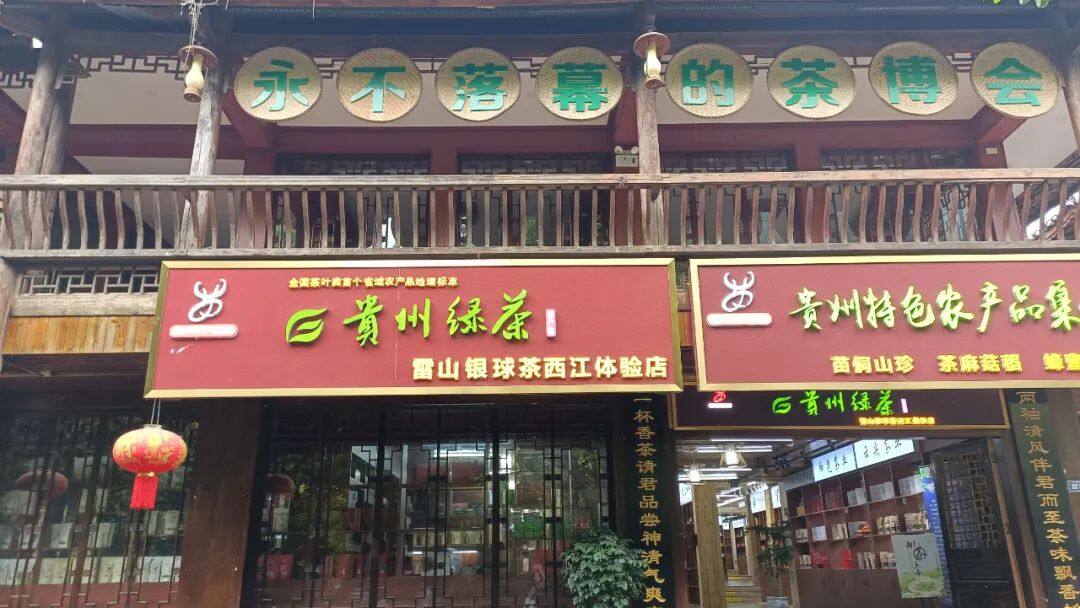 永不落幕的茶博会
全国茶叶类首个省域农产品地理标志
贵州绿茶
雷山银球茶西江体验店
贵州特色农产品集
苗侗山珍 茶麻菇稻 蜂蜜
贵州绿茶
一杯香茶请君品尝神清气爽
两袖清风伴君而至茶味飘香